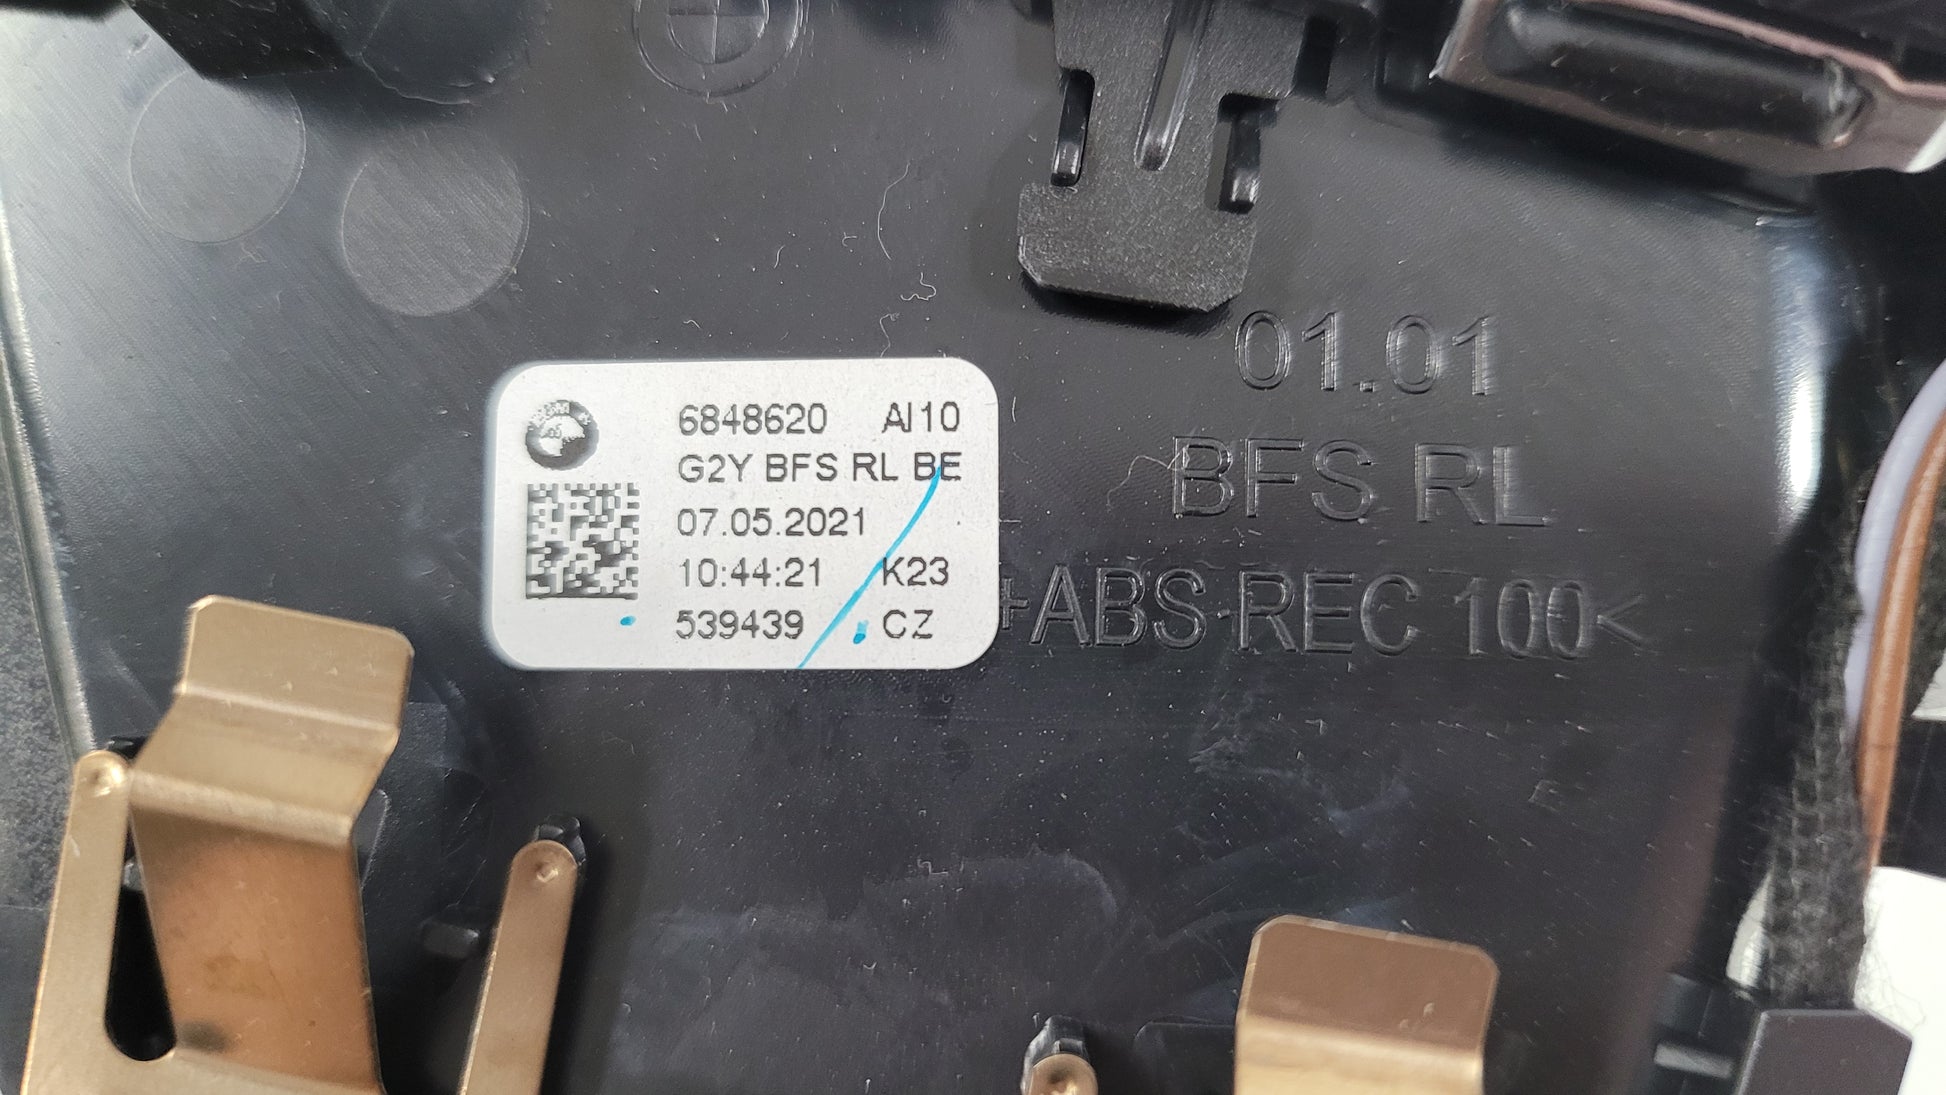 6848620 AI10
G2Y BFS RL BE
07.05.2021
10:44:21 K23
539439 CZ
01.01
BFS RL
+ABS-REC 100<